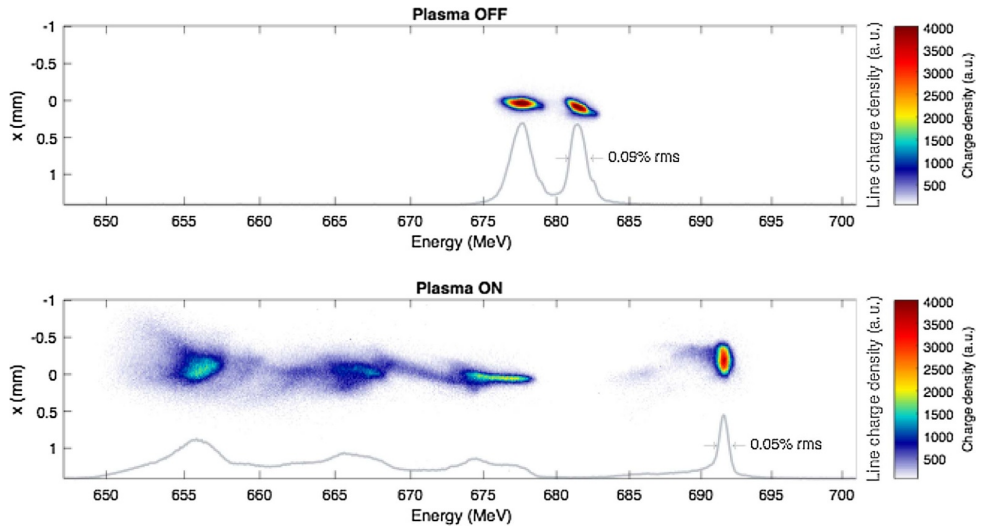 Plasma OFF
-1
-0.5
0
0.5
1
x (mm)
0.09% rms
650 655 660 665 670 675 680 685 690 695 700
Energy (MeV)
Line charge density (a.u.)
4000
3500
3000
2500
2000
1500
1000
500
Charge density (a.u.)
Plasma ON
-1
-0.5
0
0.5
1
x (mm)
0.05% rms
650 655 660 665 670 675 680 685 690 695 700
Energy (MeV)
Line charge density (a.u.)
4000
3500
3000
2500
2000
1500
1000
500
Charge density (a.u.)